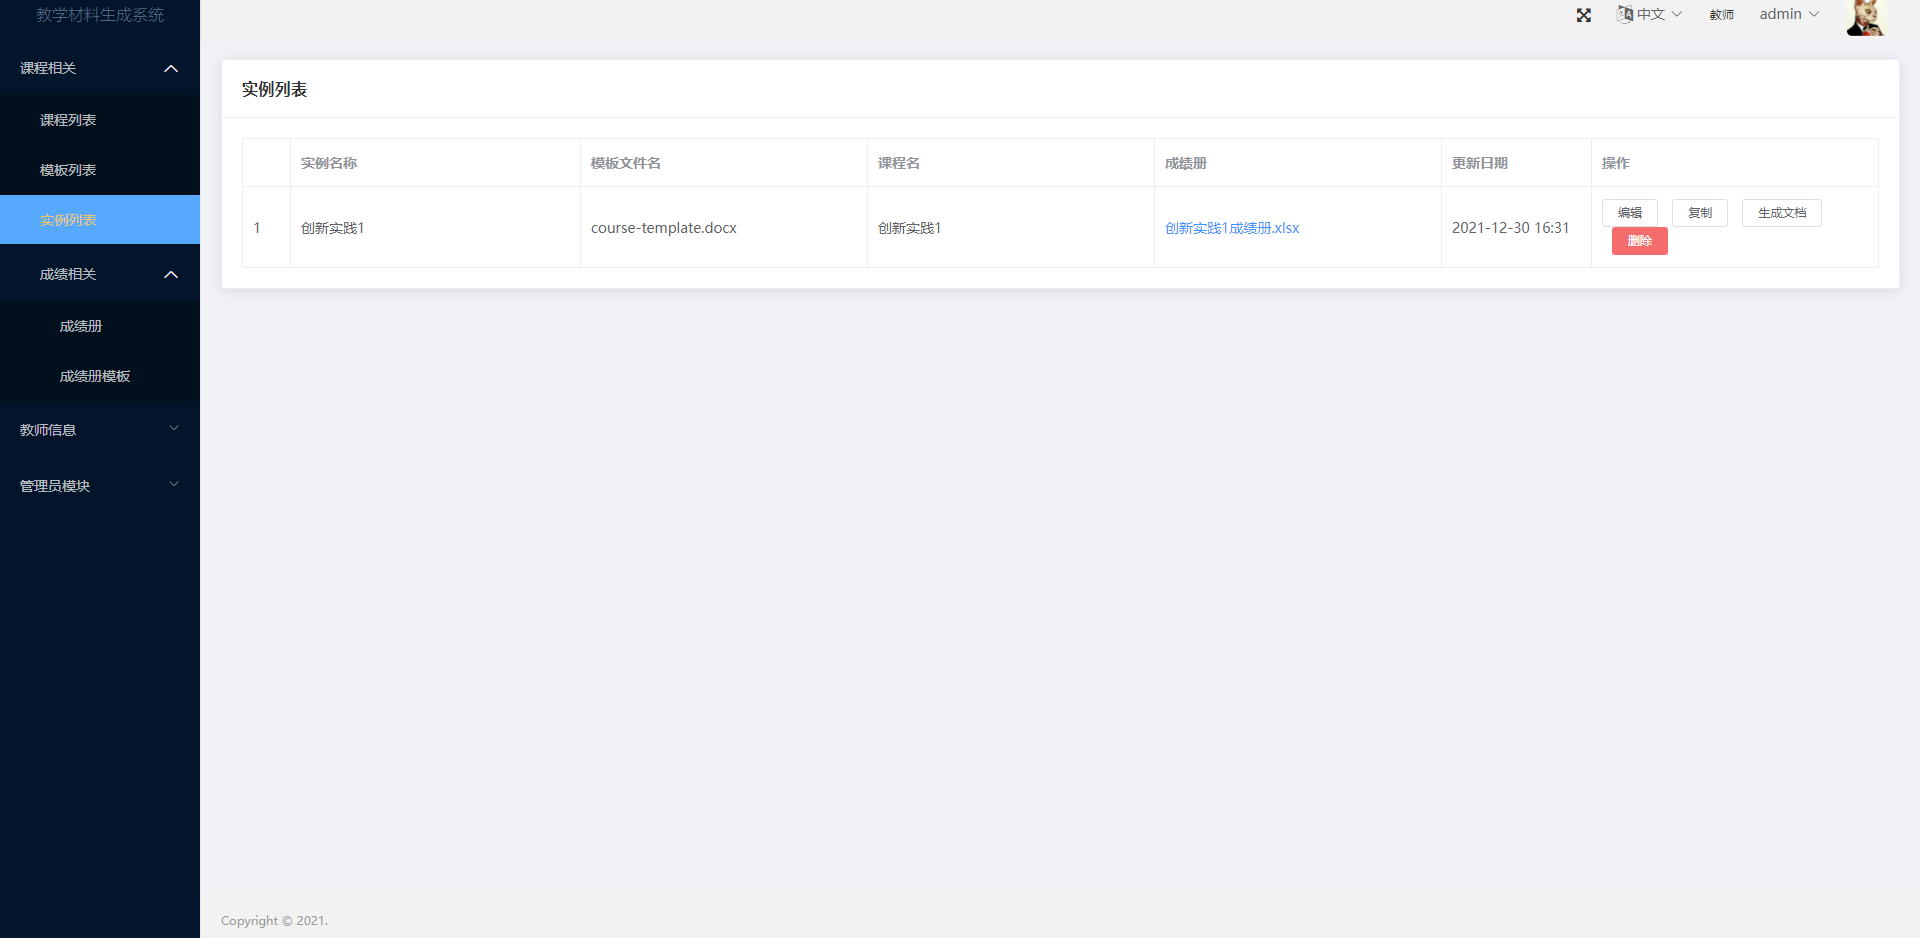 教学材料生成系统
中文
教师
admin
课程相关
课程列表
模板列表
实例列表
成绩相关
成绩册
成绩册模板
教师信息
管理员模块
实例列表
实例名称 模板文件名 课程名 成绩册 更新日期 操作
1 创新实践1 course-template.docx 创新实践1 创新实践1成绩册.xlsx 2021-12-30 16:31 编辑 复制 生成文档
删除
Copyright © 2021.